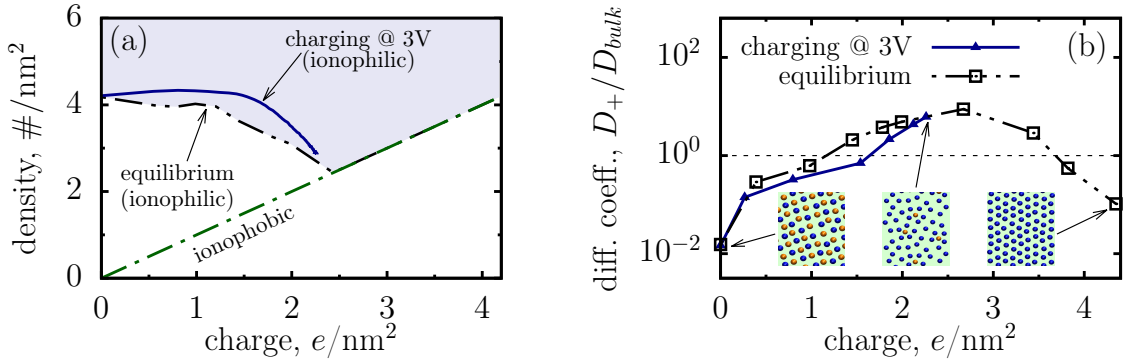 (a)
charging @ 3V
(ionophilic)
equilibrium
(ionophilic)
ionophobic
density, #/nm²
6
4
2
0
0 1 2 3 4
charge, e/nm²
(b)
charging @ 3V
equilibrium
diff. coeff., D₊/D_bulk
10²
10⁰
10⁻²
0 1 2 3 4
charge, e/nm²